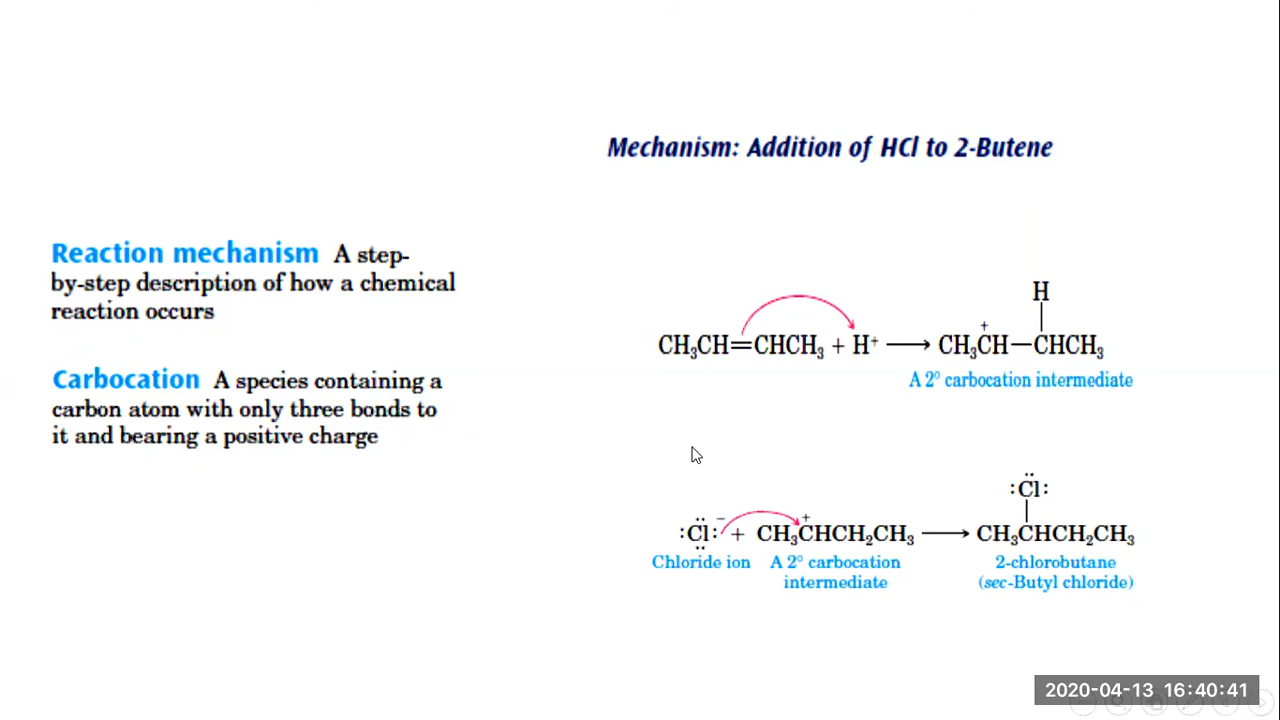 Mechanism: Addition of HCl to 2-Butene
Reaction mechanism A step-
by-step description of how a chemical
reaction occurs
Carbocation A species containing a
carbon atom with only three bonds to
it and bearing a positive charge
H
CH₃CH=CHCH₃ + H⁺ ⟶ CH₃C⁺H—CHCH₃
A 2° carbocation intermediate
:C̈l:
:Cl:⁻ + CH₃C⁺HCH₂CH₃ ⟶ CH₃CHCH₂CH₃
Chloride ion A 2° carbocation 2-chlorobutane
intermediate (sec-Butyl chloride)
2020-04-13 16:40:41